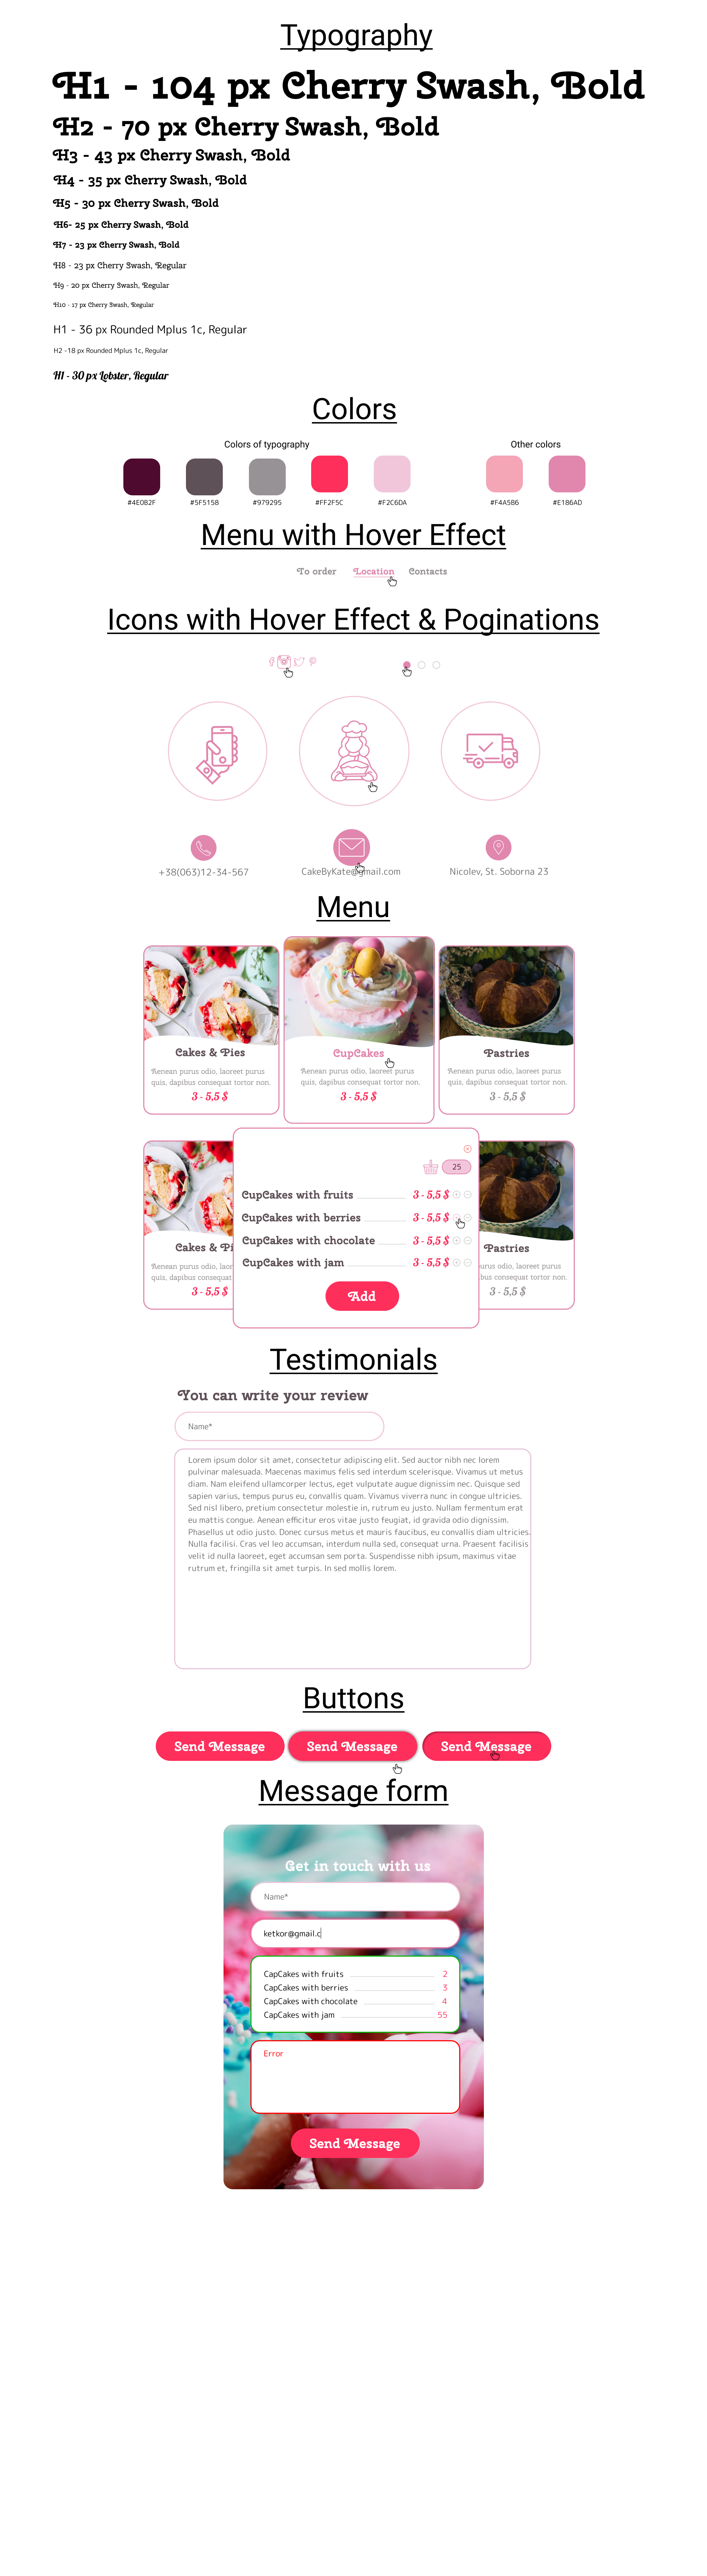 Typography
H1 - 104 px Cherry Swash, Bold
H2 - 70 px Cherry Swash, Bold
H3 - 43 px Cherry Swash, Bold
H4 - 35 px Cherry Swash, Bold
H5 - 30 px Cherry Swash, Bold
H6- 25 px Cherry Swash, Bold
H7 - 23 px Cherry Swash, Bold
H8 - 23 px Cherry Swash, Regular
H9 - 20 px Cherry Swash, Regular
H10 - 17 px Cherry Swash, Regular
H1 - 36 px Rounded Mplus 1c, Regular
H2 -18 px Rounded Mplus 1c, Regular
H1 - 30 px Lobster, Regular
Colors
Colors of typography
Other colors
#4E0B2F
#5F5158
#979295
#FF2F5C
#F2C6DA
#F4A5B6
#E186AD
Menu with Hover Effect
To order Location Contacts
Icons with Hover Effect & Poginations
+38(063)12-34-567
CakeByKate@gmail.com
Nicolev, St. Soborna 23
Menu
Cakes & Pies
Aenean purus odio, laoreet purus
quis, dapibus consequat tortor non.
3 - 5,5 $
CupCakes
Aenean purus odio, laoreet purus
quis, dapibus consequat tortor non.
3 - 5,5 $
Pastries
Aenean purus odio, laoreet purus
quis, dapibus consequat tortor non.
3 - 5,5 $
Cakes & Pi
Aenean purus odio, laor
quis, dapibus consequat
3 - 5,5 $
25
CupCakes with fruits 3 - 5,5 $
CupCakes with berries 3 - 5,5 $
CupCakes with chocolate 3 - 5,5 $
CupCakes with jam 3 - 5,5 $
Add
Pastries
urus odio, laoreet purus
bus consequat tortor non.
3 - 5,5 $
Testimonials
You can write your review
Name*
Lorem ipsum dolor sit amet, consectetur adipiscing elit. Sed auctor nibh nec lorem
pulvinar malesuada. Maecenas maximus felis sed interdum scelerisque. Vivamus ut metus
diam. Nam eleifend ullamcorper lectus, eget vulputate augue dignissim nec. Quisque sed
sapien varius, tempus purus eu, convallis quam. Vivamus viverra nunc in congue ultricies.
Sed nisl libero, pretium consectetur molestie in, rutrum eu justo. Nullam fermentum erat
eu mattis congue. Aenean efficitur eros vitae justo feugiat, id gravida odio dignissim.
Phasellus ut odio justo. Donec cursus metus et mauris faucibus, eu convallis diam ultricies.
Nulla facilisi. Cras vel leo accumsan, interdum nulla sed, consequat urna. Praesent facilisis
velit id nulla laoreet, eget accumsan sem porta. Suspendisse nibh ipsum, maximus vitae
rutrum et, fringilla sit amet turpis. In sed mollis lorem.
Buttons
Send Message
Send Message
Send Message
Message form
Get in touch with us
Name*
ketkor@gmail.c
CapCakes with fruits 2
CapCakes with berries 3
CapCakes with chocolate 4
CapCakes with jam 55
Error
Send Message